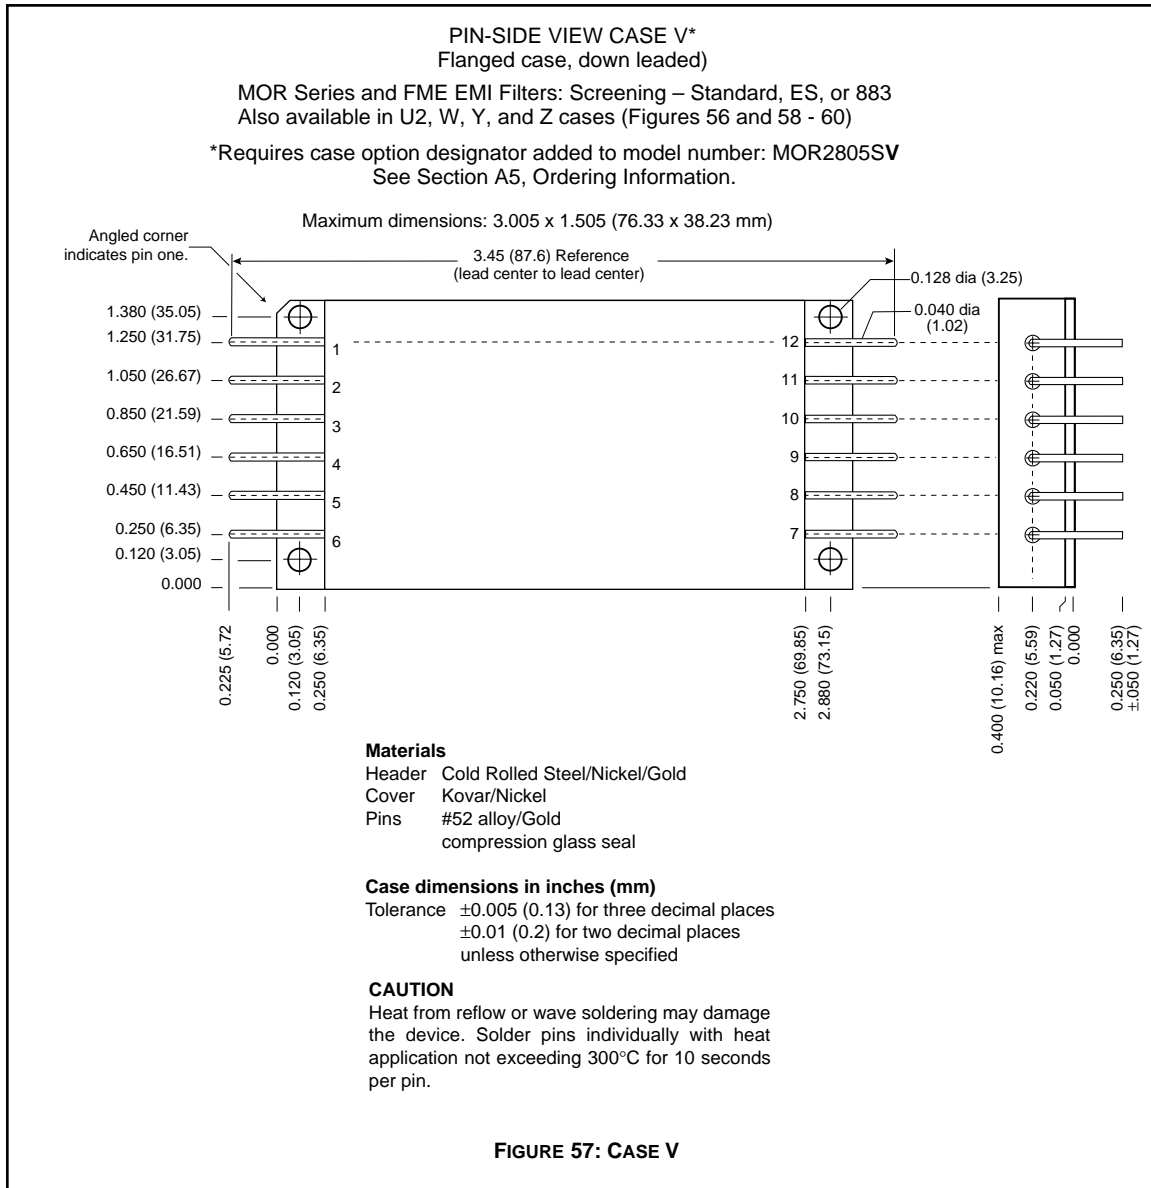 PIN-SIDE VIEW CASE V*
Flanged case, down leaded)
MOR Series and FME EMI Filters: Screening – Standard, ES, or 883
Also available in U2, W, Y, and Z cases (Figures 56 and 58 - 60)
*Requires case option designator added to model number: MOR2805SV
See Section A5, Ordering Information.
Maximum dimensions: 3.005 x 1.505 (76.33 x 38.23 mm)
Angled corner
indicates pin one.
3.45 (87.6) Reference
(lead center to lead center)
0.128 dia (3.25)
0.040 dia
(1.02)
1.380 (35.05)
1.250 (31.75)
1.050 (26.67)
0.850 (21.59)
0.650 (16.51)
0.450 (11.43)
0.250 (6.35)
0.120 (3.05)
0.000
1
2
3
4
5
6
12
11
10
9
8
7
0.225 (5.72
0.000
0.120 (3.05)
0.250 (6.35)
2.750 (69.85)
2.880 (73.15)
0.400 (10.16) max
0.220 (5.59)
0.050 (1.27)
0.000
0.250 (6.35)
±.050 (1.27)
Materials
Header Cold Rolled Steel/Nickel/Gold
Cover Kovar/Nickel
Pins #52 alloy/Gold
compression glass seal
Case dimensions in inches (mm)
Tolerance ±0.005 (0.13) for three decimal places
±0.01 (0.2) for two decimal places
unless otherwise specified
CAUTION
Heat from reflow or wave soldering may damage
the device. Solder pins individually with heat
application not exceeding 300°C for 10 seconds
per pin.
FIGURE 57: CASE V